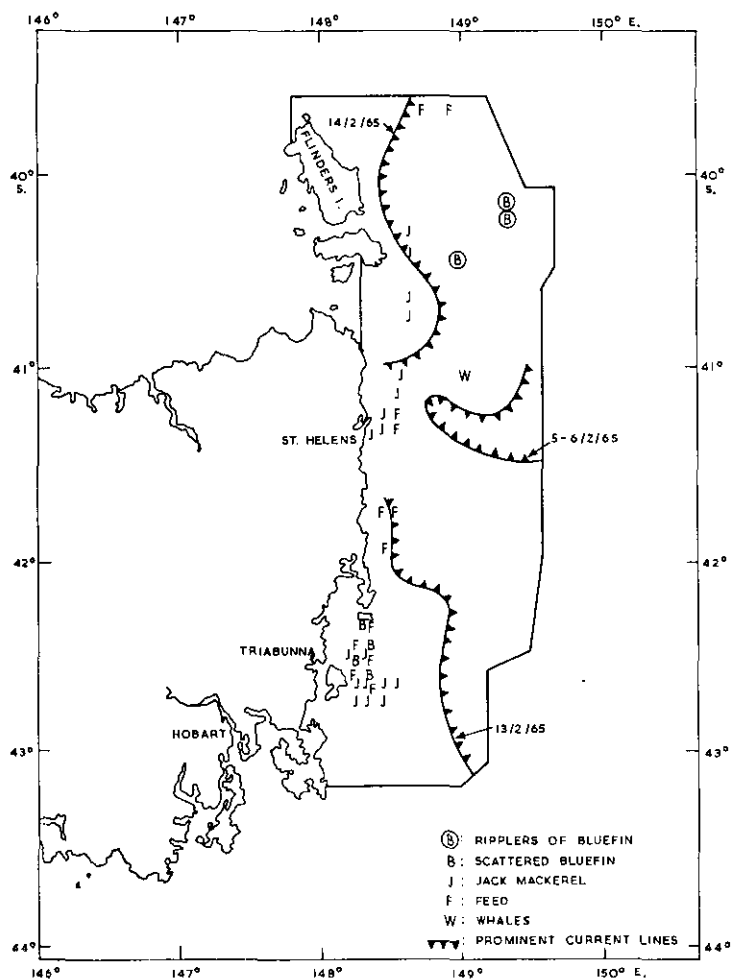 146° 147° 148° 149° 150° E.
14/2/65
F F
FLINDERS I.
40° S. 40° S.
B
B
J
J
B
J
J
41° 41°
J
W
J
J F
J F
J
ST. HELENS
5-6/2/65
F F
F
42° 42°
B F
F B
J J
B F
TRIABUNNA
F B
J J J J
F
J J J
HOBART
13/2/65
43° 43°
B : RIPPLERS OF BLUEFIN
B : SCATTERED BLUEFIN
J : JACK MACKEREL
F : FEED
W : WHALES
: PROMINENT CURRENT LINES
64° 44°
146° 147° 148° 149° 150° E.